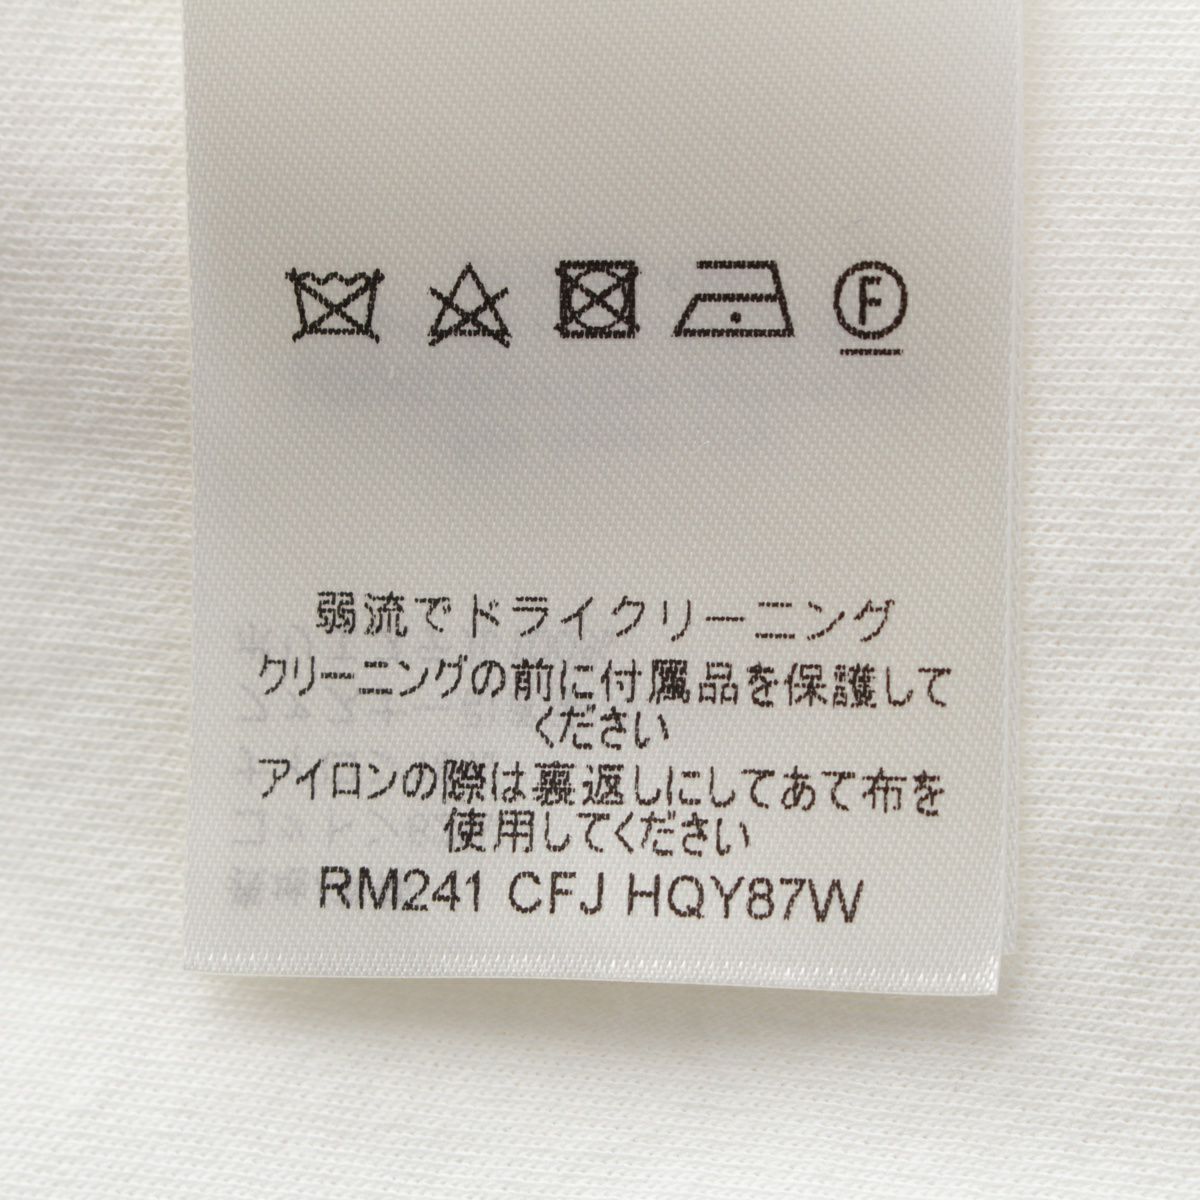 F
弱流でドライクリーニング
クリーニングの前に付属品を保護して
ください
アイロンの際は裏返しにしてあて布を
使用してください
RM241 CFJ HQY87W